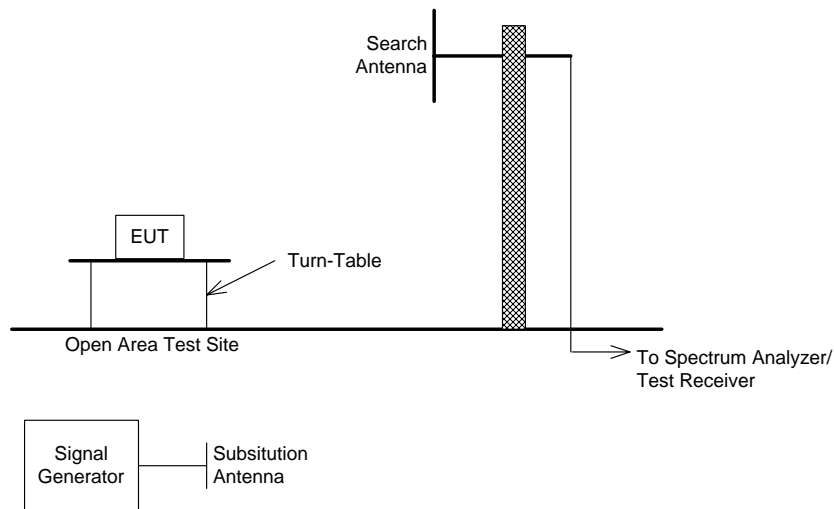 Search
Antenna
EUT
Turn-Table
Open Area Test Site
To Spectrum Analyzer/
Test Receiver
Signal
Generator
Subsitution
Antenna